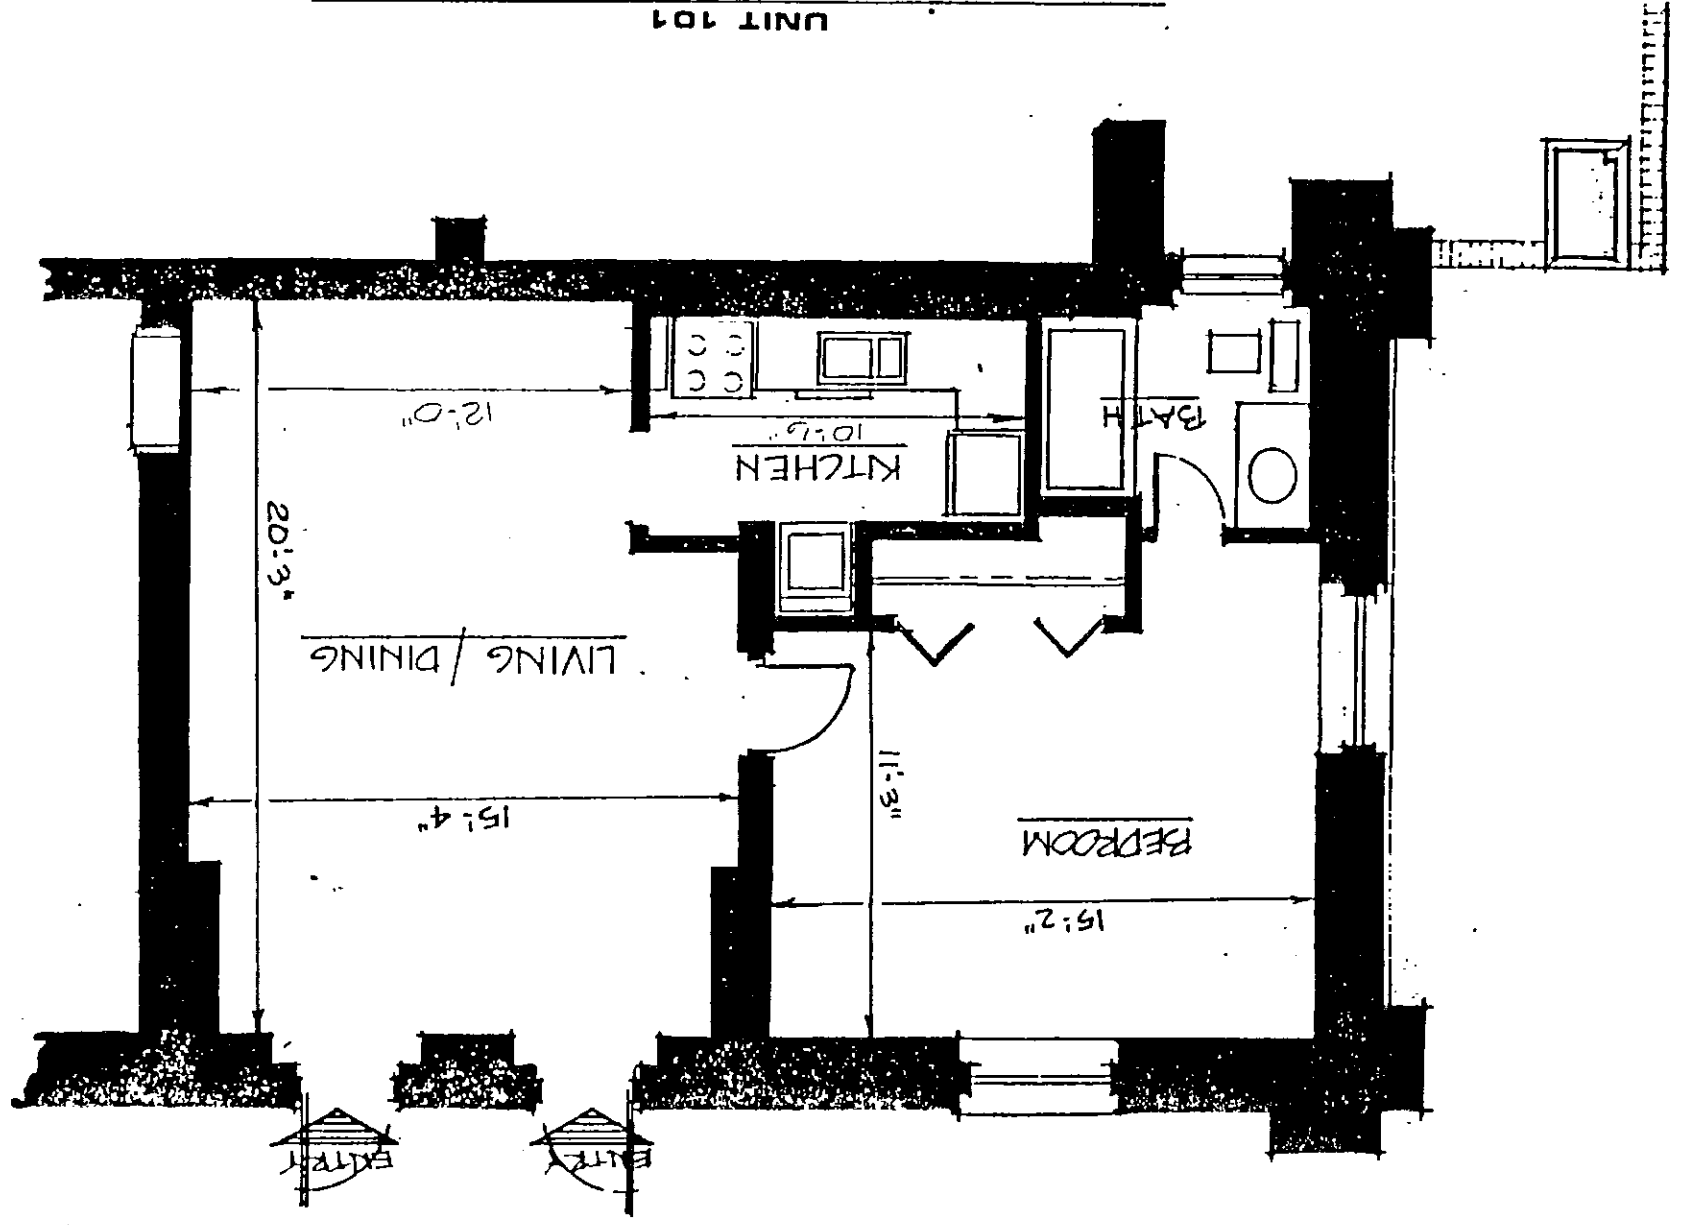 ENTRY
ENTRY
15'-2"
BEDROOM
15'-4"
11'-3"
LIVING / DINING
20'-3"
KITCHEN
10'-6"
BATH
12'-0"
UNIT 101